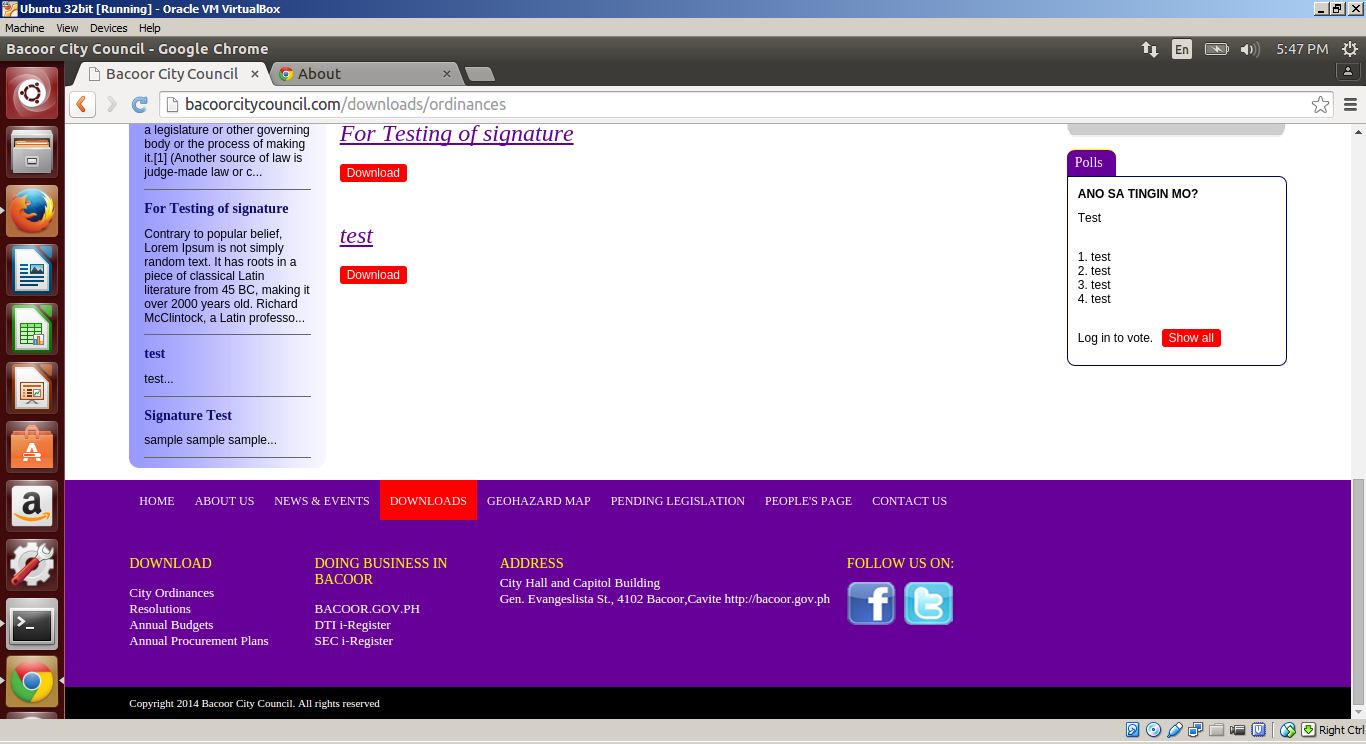 Ubuntu 32bit [Running] - Oracle VM VirtualBox
Machine View Devices Help
Bacoor City Council - Google Chrome
En
5:47 PM
Bacoor City Council
About
bacoorcitycouncil.com/downloads/ordinances
a legislature or other governing
body or the process of making
it.[1] (Another source of law is
judge-made law or c...
For Testing of signature
Contrary to popular belief,
Lorem Ipsum is not simply
random text. It has roots in a
piece of classical Latin
literature from 45 BC, making it
over 2000 years old. Richard
McClintock, a Latin professo...
test
test...
Signature Test
sample sample sample...
For Testing of signature
Download
test
Download
Polls
ANO SA TINGIN MO?
Test
1. test
2. test
3. test
4. test
Log in to vote. Show all
HOME ABOUT US NEWS & EVENTS DOWNLOADS GEOHAZARD MAP PENDING LEGISLATION PEOPLE'S PAGE CONTACT US
DOWNLOAD
City Ordinances
Resolutions
Annual Budgets
Annual Procurement Plans
DOING BUSINESS IN
BACOOR
BACOOR.GOV.PH
DTI i-Register
SEC i-Register
ADDRESS
City Hall and Capitol Building
Gen. Evangeslista St., 4102 Bacoor,Cavite http://bacoor.gov.ph
FOLLOW US ON:
Copyright 2014 Bacoor City Council. All rights reserved
Right Ctrl